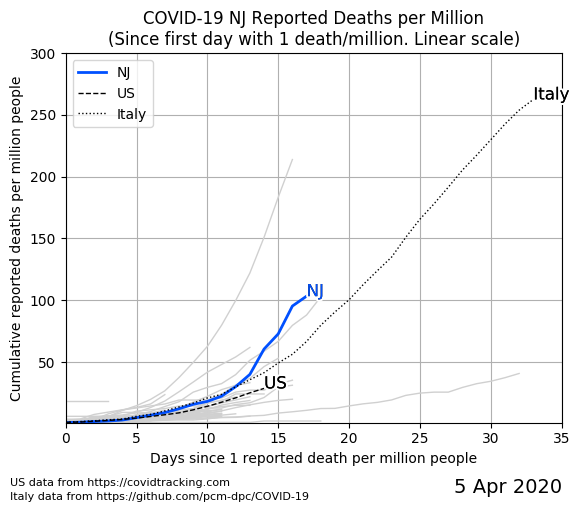 COVID-19 NJ Reported Deaths per Million
(Since first day with 1 death/million. Linear scale)
Cumulative reported deaths per million people
300
250
200
150
100
50
NJ
US
Italy
Italy
NJ
US
0
5
10
15
20
25
30
35
Days since 1 reported death per million people
US data from https://covidtracking.com
Italy data from https://github.com/pcm-dpc/COVID-19
5 Apr 2020